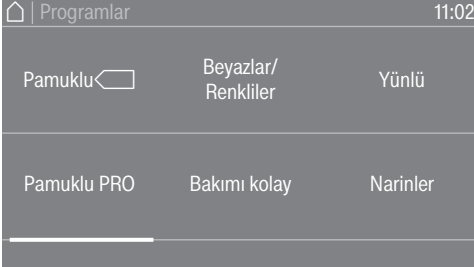 Programlar 11:02
Pamuklu
Beyazlar/
Renkliler
Yünlü
Pamuklu PRO
Bakımı kolay
Narinler